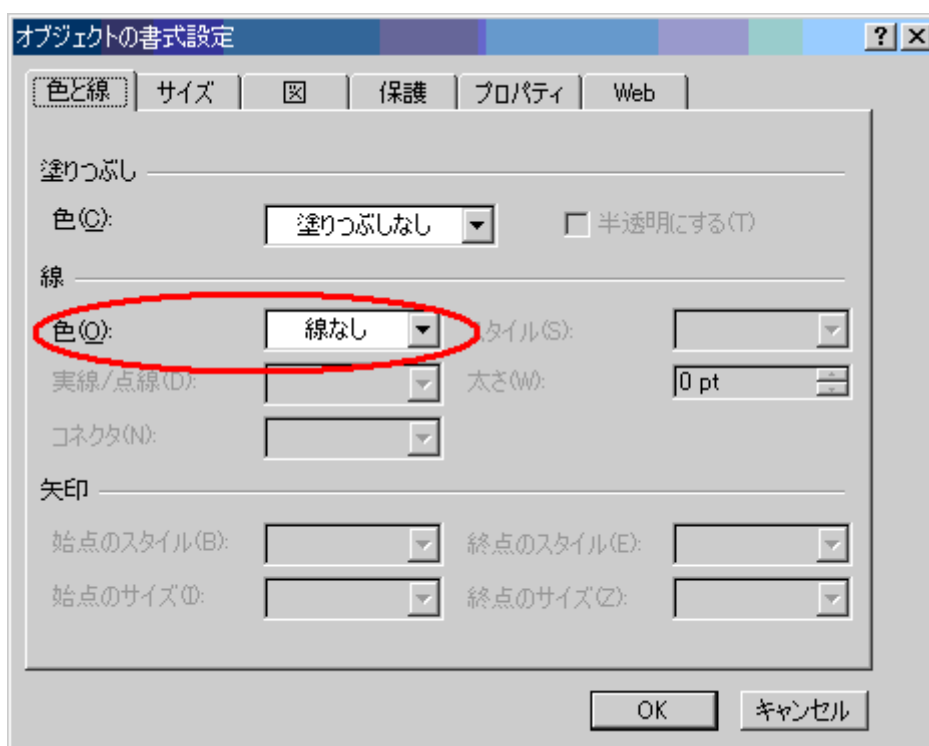 オブジェクトの書式設定
色と線 サイズ 図 保護 プロパティ Web
塗りつぶし
色(C): 塗りつぶしなし 半透明にする(T)
線
色(O): 線なし スタイル(S):
実線/点線(D): 太さ(W): 0 pt
コネクタ(N):
矢印
始点のスタイル(B): 終点のスタイル(E):
始点のサイズ(I): 終点のサイズ(Z):
OK キャンセル